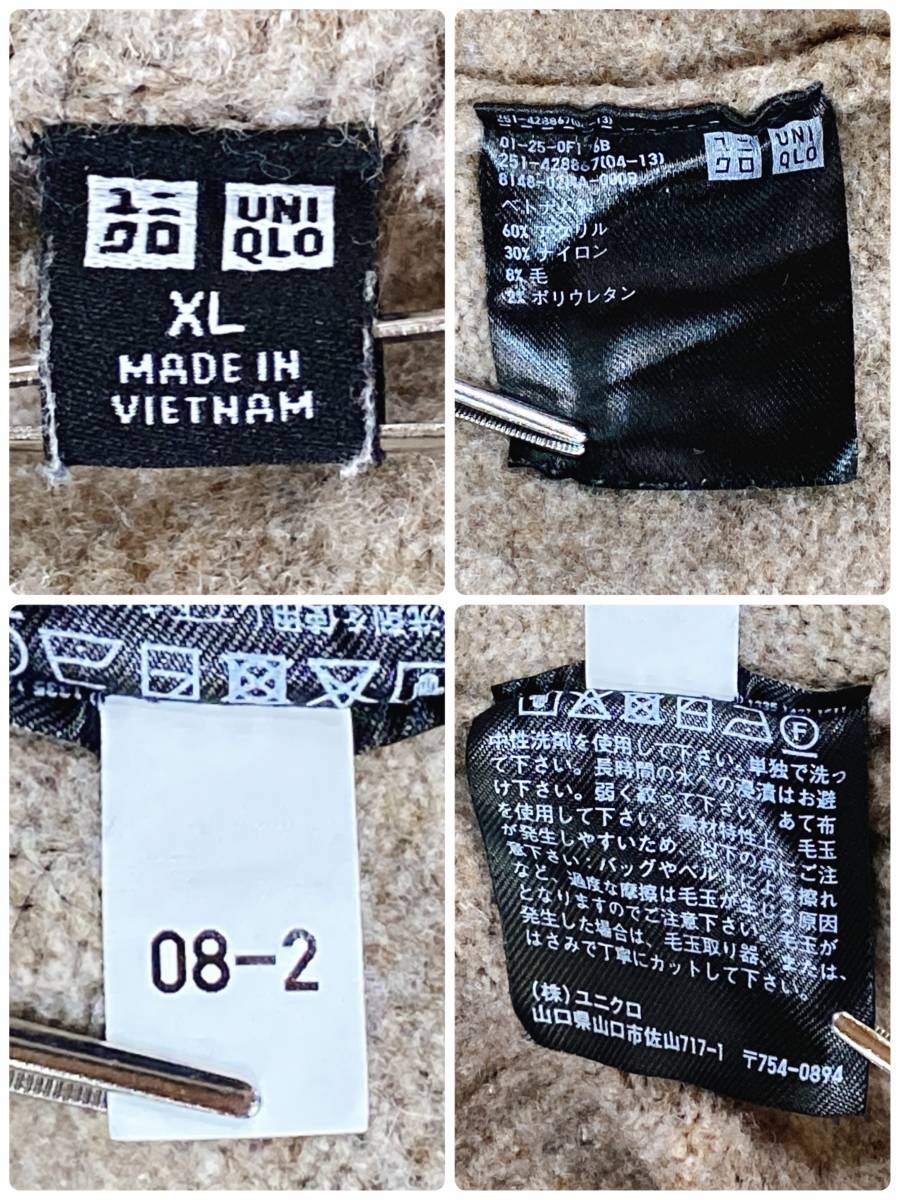 ユニ UNI
クロ QLO
XL
MADE IN
VIETNAM
251-428867(04-13)
ユニ UNI
クロ QLO
60% アクリル
30% ナイロン
8% 毛
2% ポリウレタン
08-2
F
中性洗剤を使用して下さい。単独で洗っ
て下さい。長時間の水への浸漬はお避
け下さい。弱く絞って下さい。あて布
を使用して下さい。素材特性上、毛玉
が発生しやすいため、以下の点にご注
意下さい・バッグやベルトによる擦れ
など、過度な摩擦は毛玉が生じる原因
となりますのでご注意下さい。毛玉が
発生した場合は、毛玉取り器、または、
はさみで丁寧にカットして下さい。
(株)ユニクロ
山口県山口市佐山717-1 〒754-0894